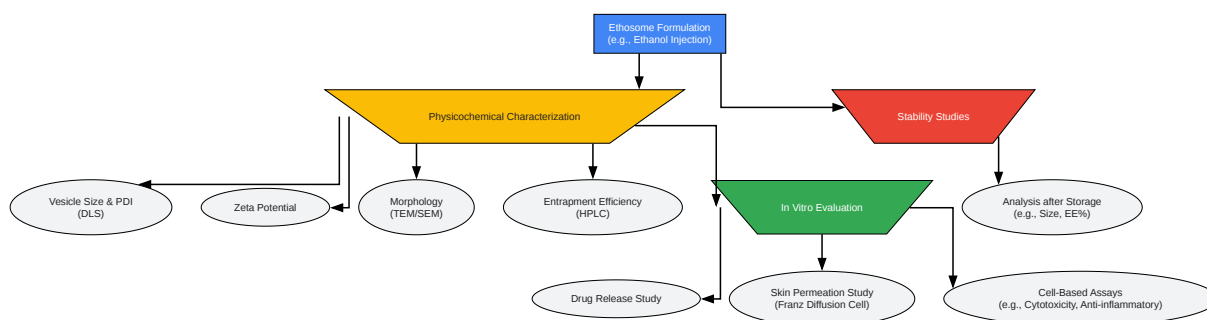 Ethosome Formulation
(e.g., Ethanol Injection)
Physicochemical Characterization
Stability Studies
Vesicle Size & PDI
(DLS)
Zeta Potential
Morphology
(TEM/SEM)
Entrapment Efficiency
(HPLC)
In Vitro Evaluation
Analysis after Storage
(e.g., Size, EE%)
Drug Release Study
Skin Permeation Study
(Franz Diffusion Cell)
Cell-Based Assays
(e.g., Cytotoxicity, Anti-inflammatory)